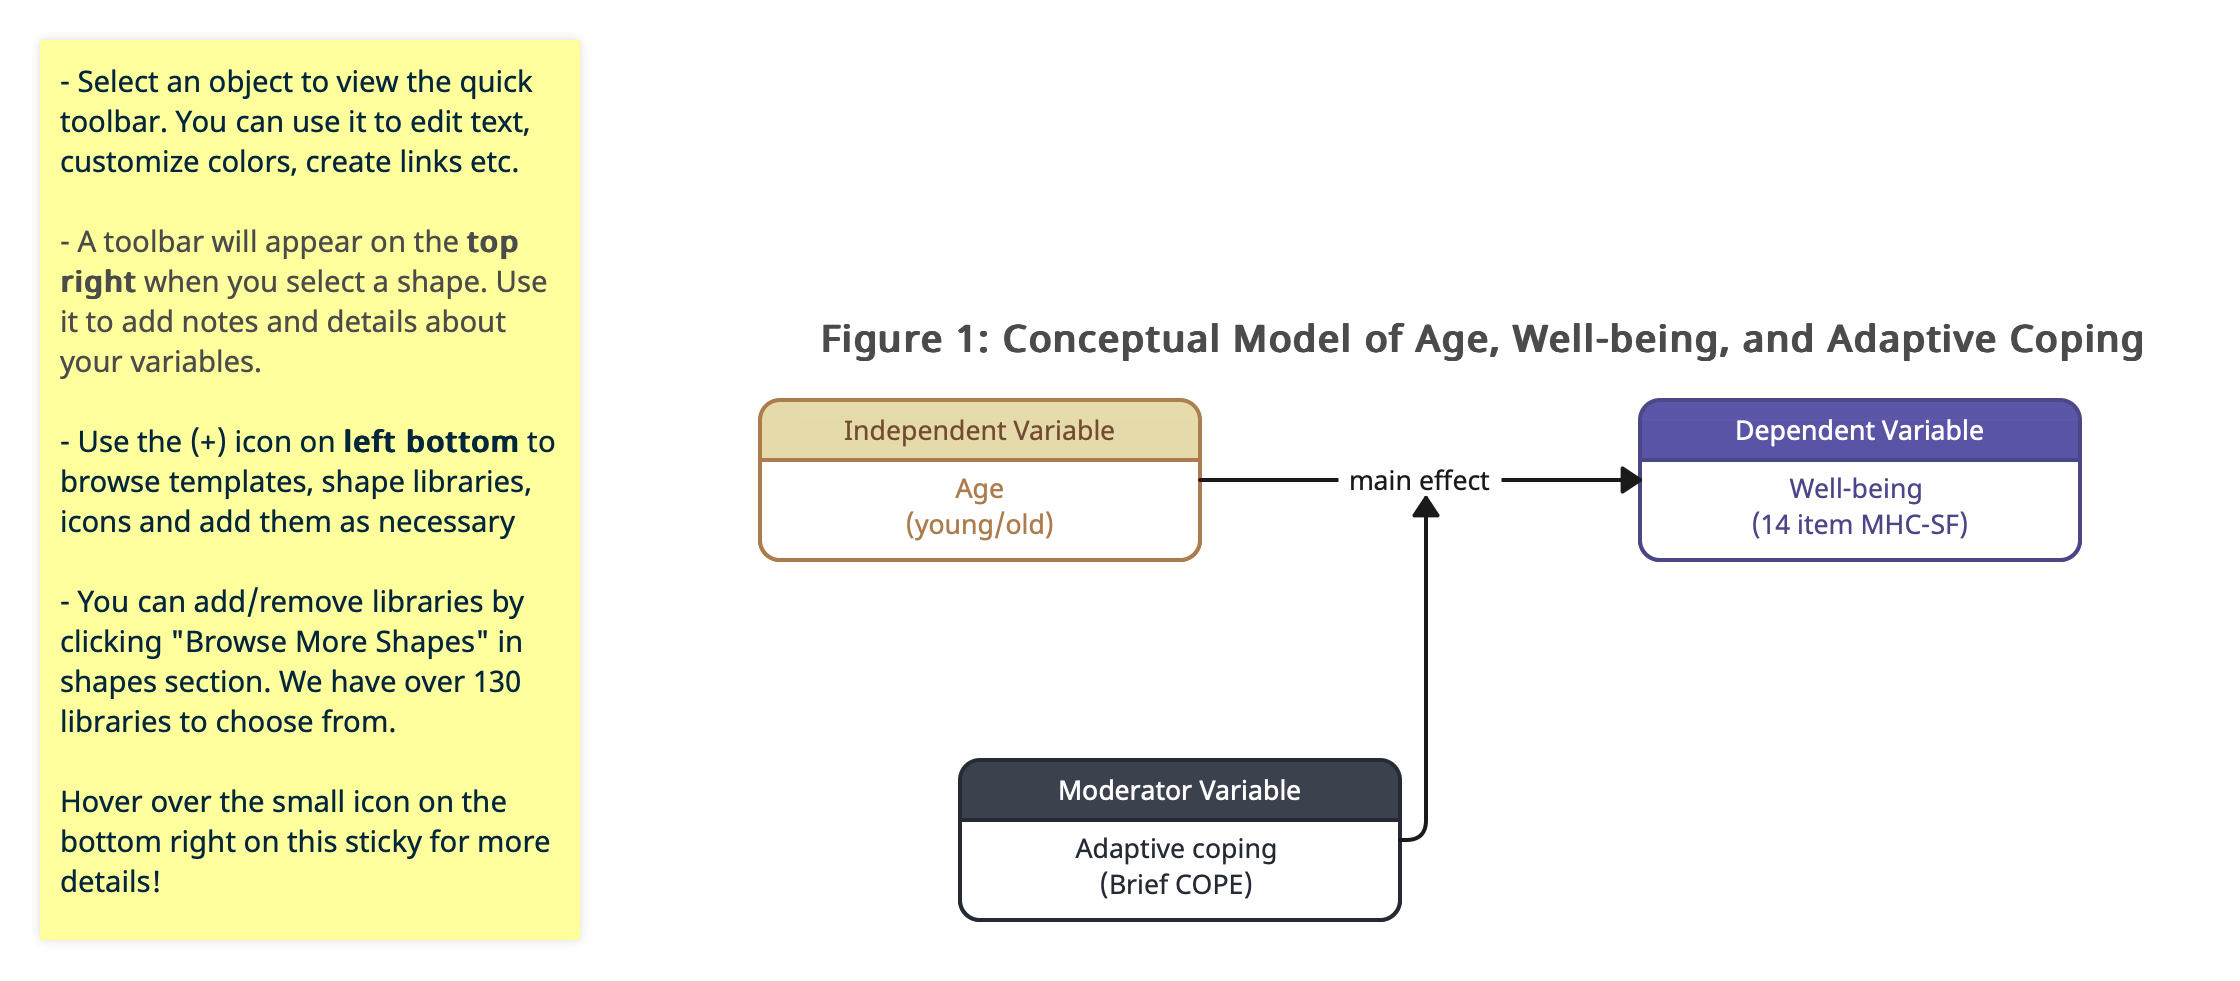 - Select an object to view the quick
toolbar. You can use it to edit text,
customize colors, create links etc.
- A toolbar will appear on the top
right when you select a shape. Use
it to add notes and details about
your variables.
- Use the (+) icon on left bottom to
browse templates, shape libraries,
icons and add them as necessary
- You can add/remove libraries by
clicking "Browse More Shapes" in
shapes section. We have over 130
libraries to choose from.
Hover over the small icon on the
bottom right on this sticky for more
details!
Figure 1: Conceptual Model of Age, Well-being, and Adaptive Coping
Independent Variable
Age
(young/old)
main effect
Dependent Variable
Well-being
(14 item MHC-SF)
Moderator Variable
Adaptive coping
(Brief COPE)